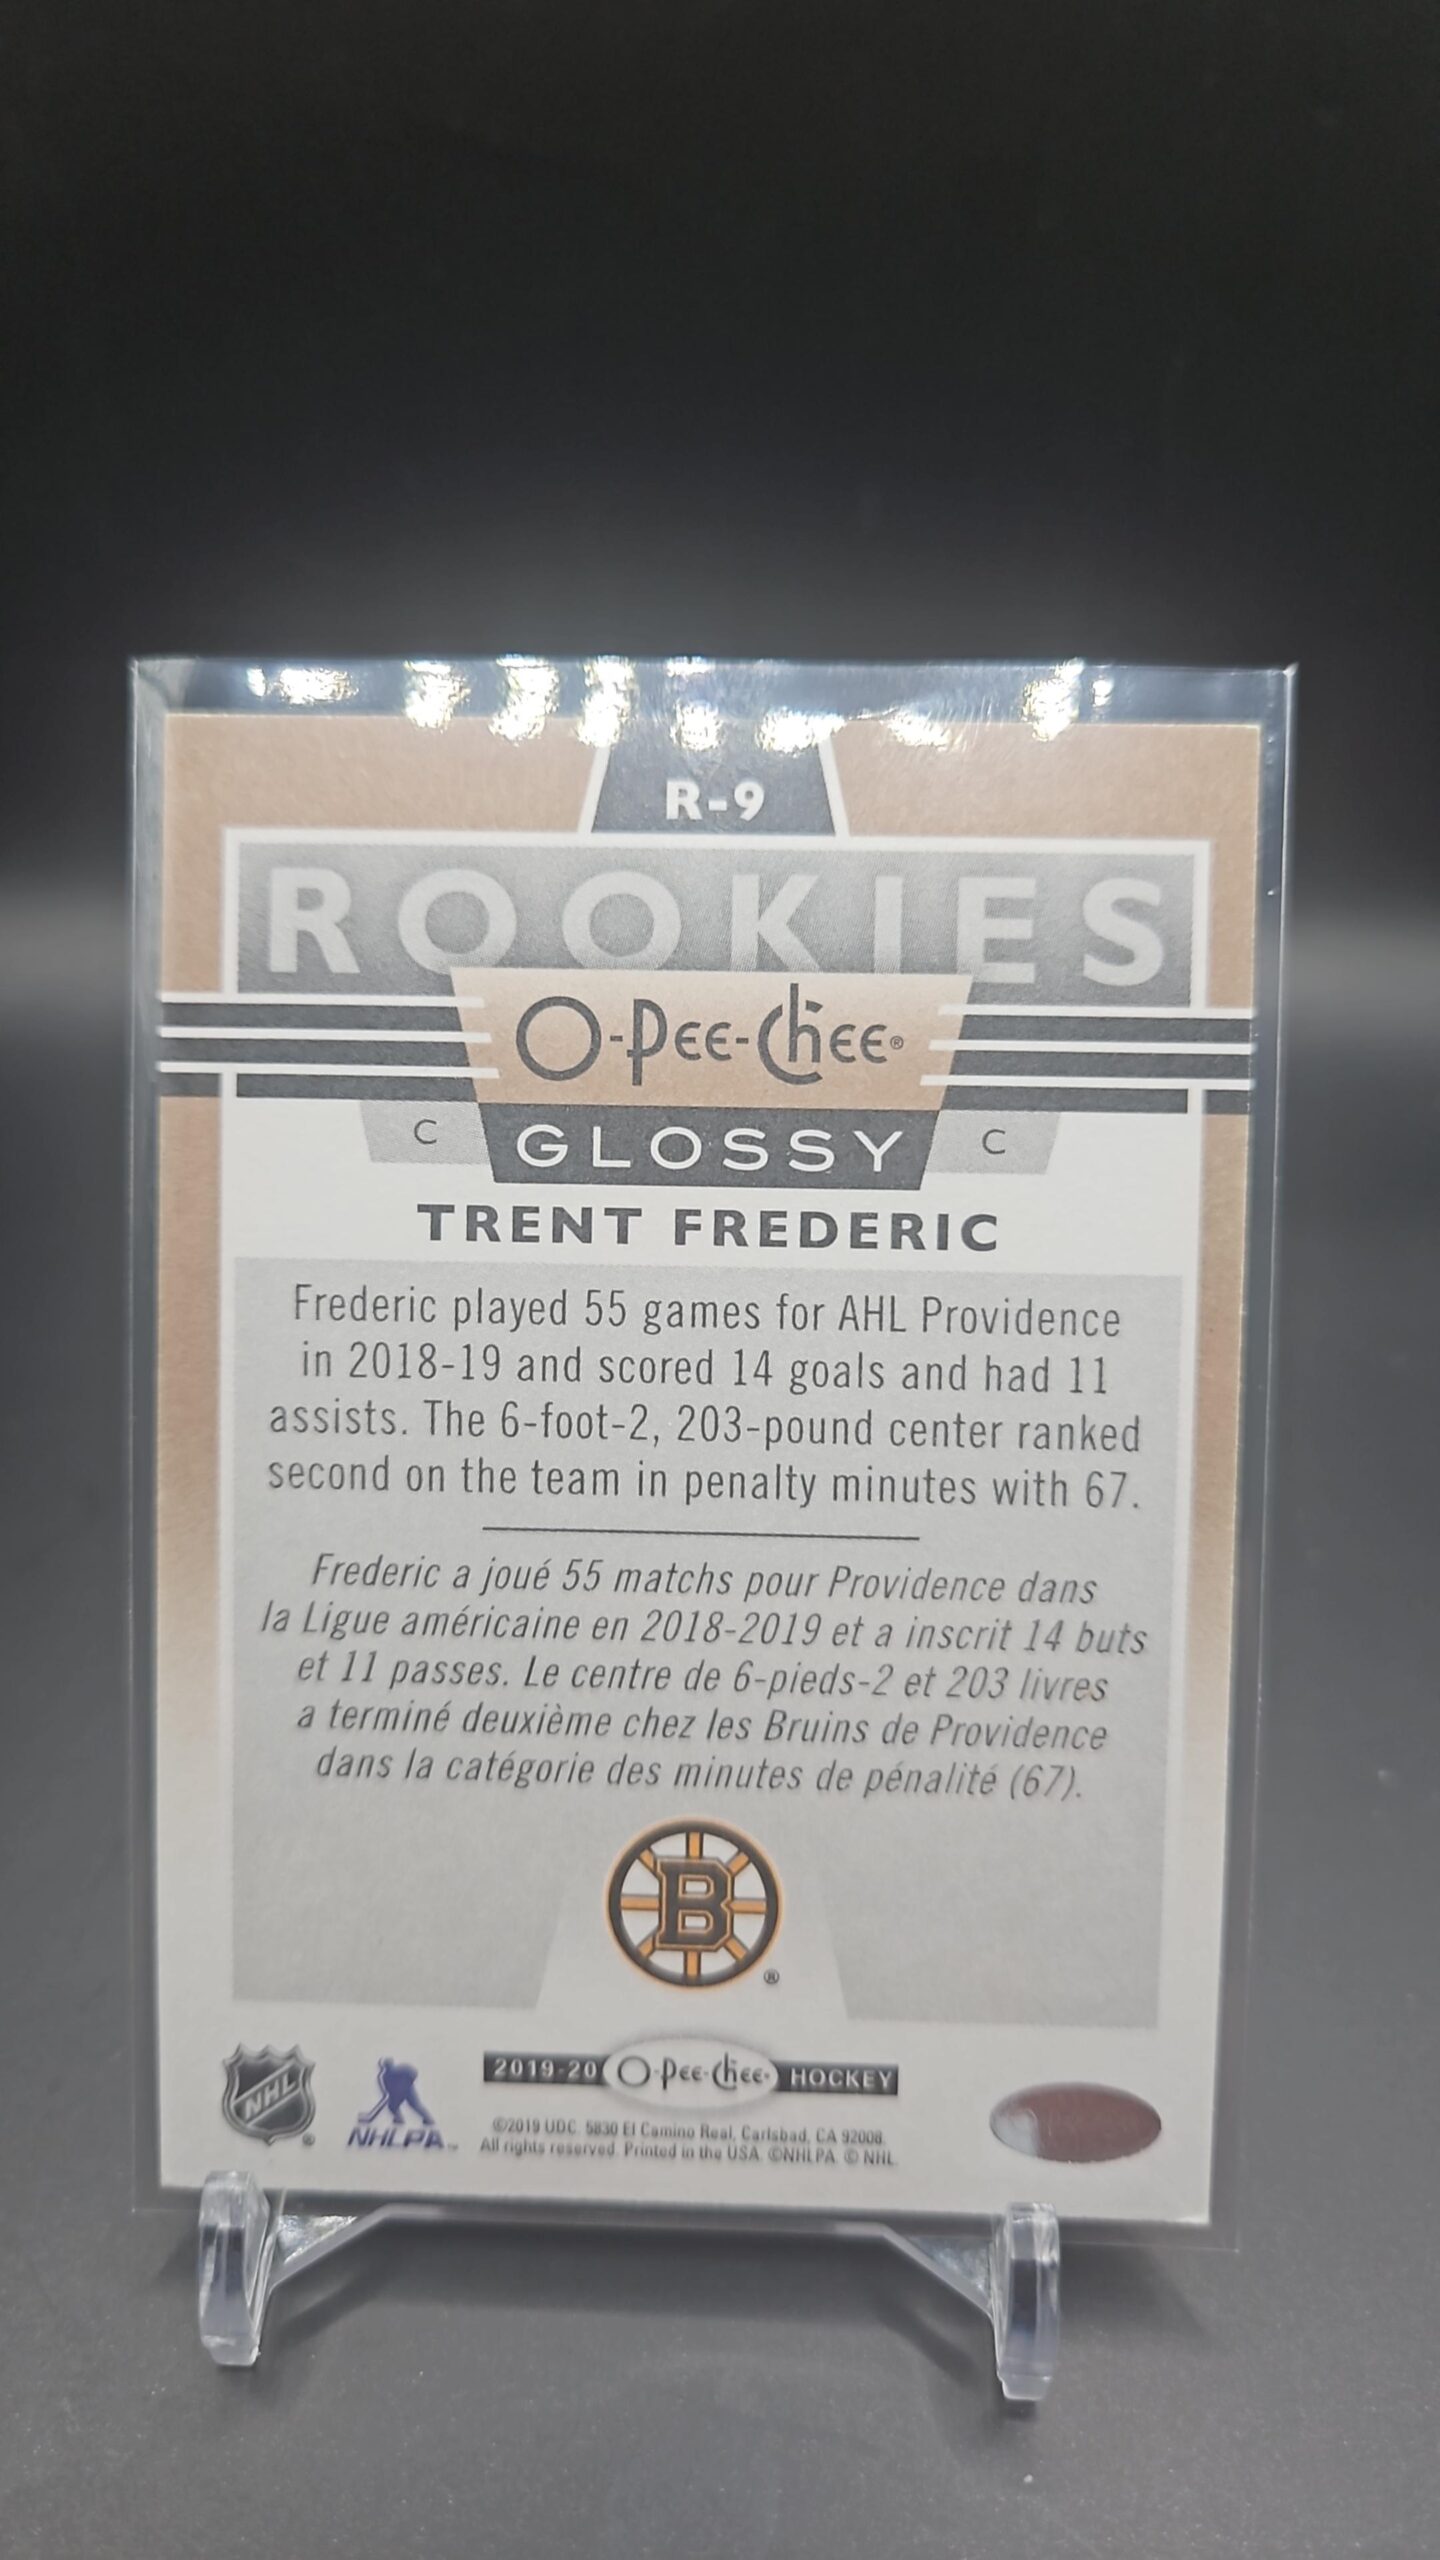 R-9
ROOKIES
O-Pee-Chee®
C GLOSSY C
TRENT FREDERIC
Frederic played 55 games for AHL Providence
in 2018-19 and scored 14 goals and had 11
assists. The 6-foot-2, 203-pound center ranked
second on the team in penalty minutes with 67.
Frederic a joué 55 matchs pour Providence dans
la Ligue américaine en 2018-2019 et a inscrit 14 buts
et 11 passes. Le centre de 6-pieds-2 et 203 livres
a terminé deuxième chez les Bruins de Providence
dans la catégorie des minutes de pénalité (67).
B
®
NHL ®
NHLPA™
2019-20 O-Pee-Chee® HOCKEY
©2019 UDC. 5830 El Camino Real, Carlsbad, CA 92008.
All rights reserved. Printed in the USA. ©NHLPA. © NHL.